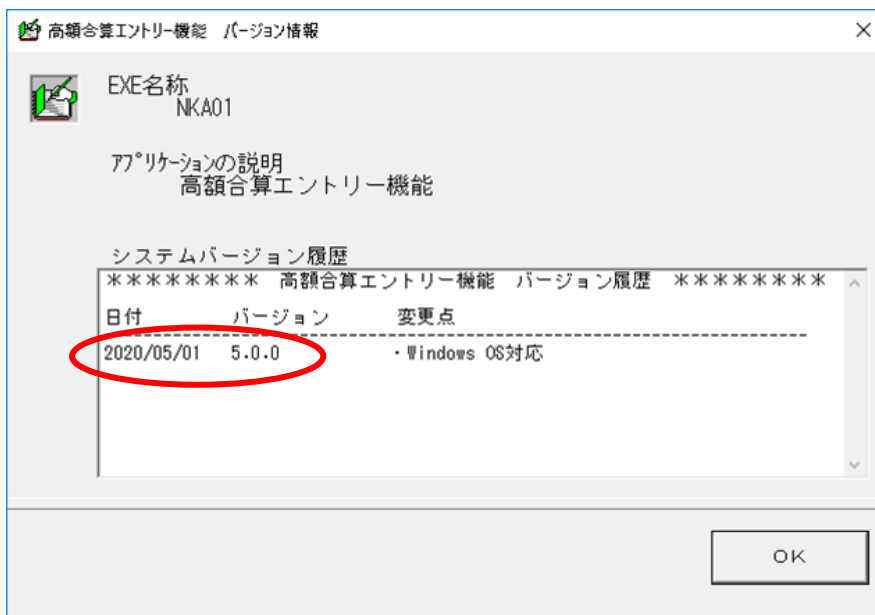 高額合算エントリー機能 バージョン情報
EXE名称
NKA01
アプリケーションの説明
高額合算エントリー機能
システムバージョン履歴
******** 高額合算エントリー機能 バージョン履歴 ********
日付 バージョン 変更点
--------------------------------------------------------------------------
2020/05/01 5.0.0 ・Windows OS対応
OK